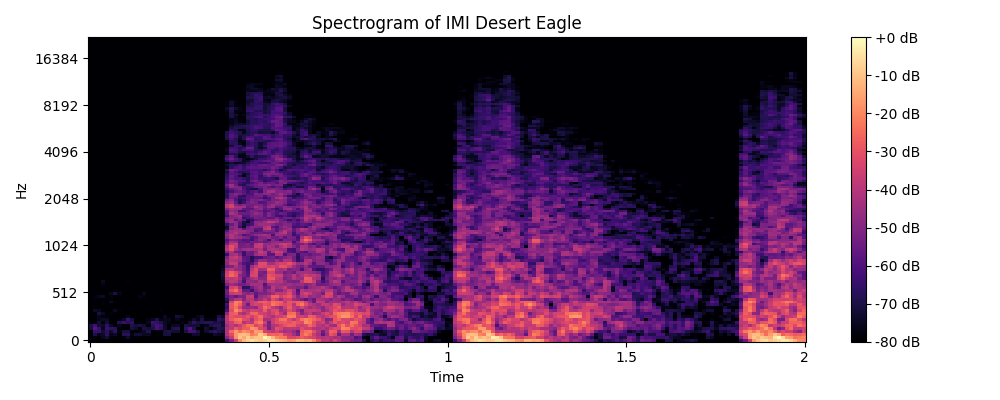 Spectrogram of IMI Desert Eagle
16384
8192
4096
2048
1024
512
0
Hz
0 0.5 1 1.5 2
Time
+0 dB
-10 dB
-20 dB
-30 dB
-40 dB
-50 dB
-60 dB
-70 dB
-80 dB